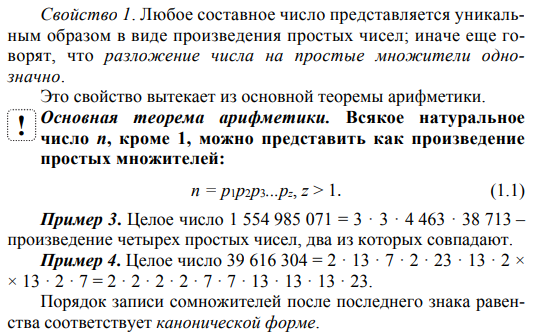 Свойство 1. Любое составное число представляется уникаль-
ным образом в виде произведения простых чисел; иначе еще го-
ворят, что разложение числа на простые множители одно-
значно.
Это свойство вытекает из основной теоремы арифметики.
! Основная теорема арифметики. Всякое натуральное
число n, кроме 1, можно представить как произведение
простых множителей:
n = p₁p₂p₃...p_z, z > 1. (1.1)
Пример 3. Целое число 1 554 985 071 = 3 · 3 · 4 463 · 38 713 –
произведение четырех простых чисел, два из которых совпадают.
Пример 4. Целое число 39 616 304 = 2 · 13 · 7 · 2 · 23 · 13 · 2 ×
× 13 · 2 · 7 = 2 · 2 · 2 · 2 · 7 · 7 · 13 · 13 · 13 · 23.
Порядок записи сомножителей после последнего знака равен-
ства соответствует канонической форме.